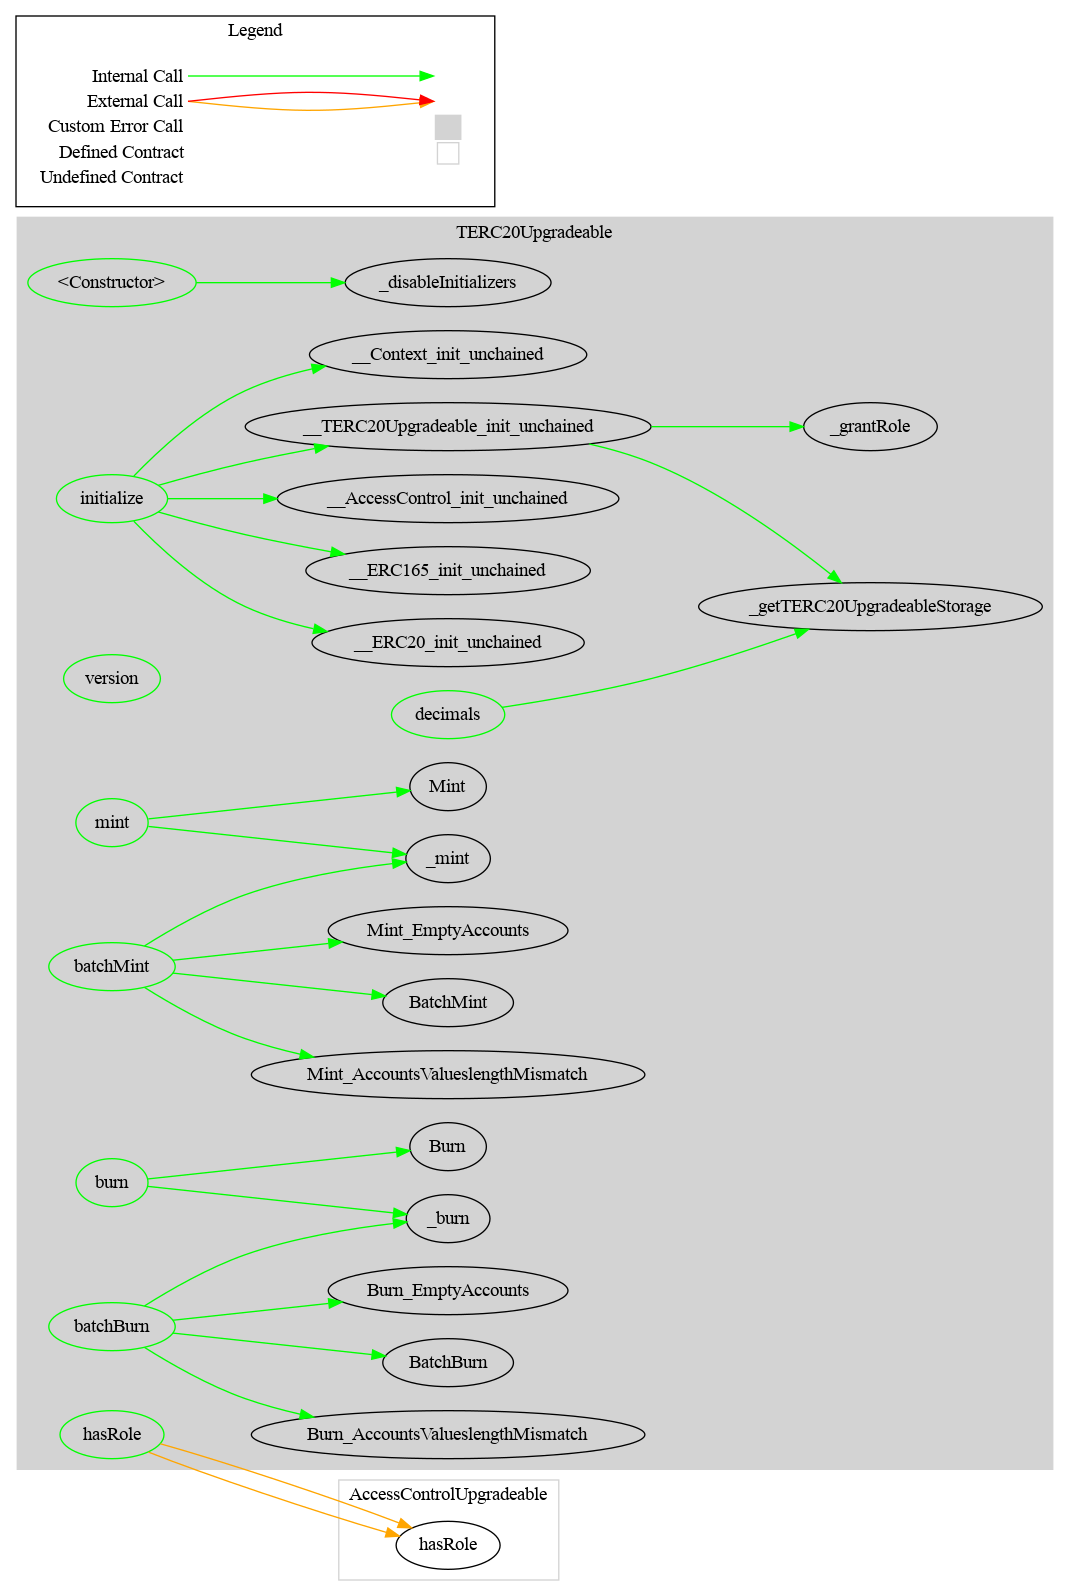 Legend
Internal Call
External Call
Custom Error Call
Defined Contract
Undefined Contract
TERC20Upgradeable
<Constructor>
_disableInitializers
__Context_init_unchained
__TERC20Upgradeable_init_unchained
_grantRole
initialize
__AccessControl_init_unchained
__ERC165_init_unchained
_getTERC20UpgradeableStorage
__ERC20_init_unchained
version
decimals
Mint
mint
_mint
Mint_EmptyAccounts
batchMint
BatchMint
Mint_AccountsValueslengthMismatch
Burn
burn
_burn
Burn_EmptyAccounts
batchBurn
BatchBurn
hasRole
Burn_AccountsValueslengthMismatch
AccessControlUpgradeable
hasRole